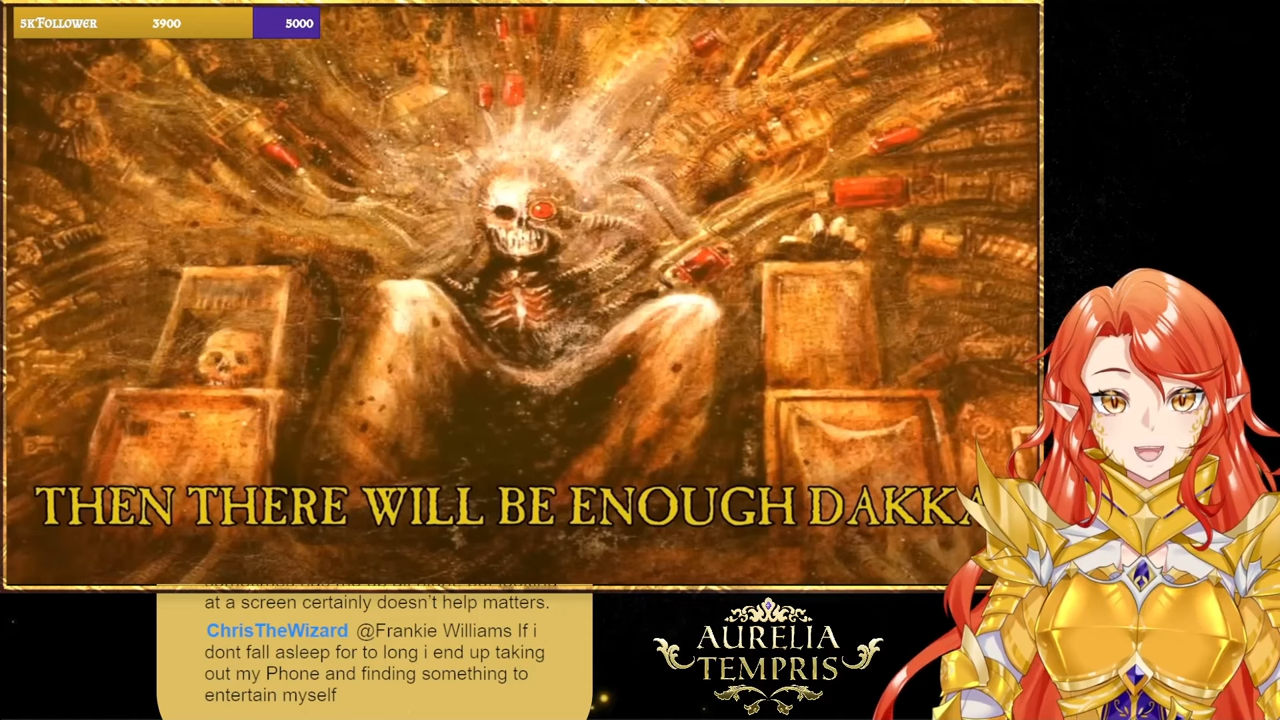 5K FOLLOWER 3900 5000
THEN THERE WILL BE ENOUGH DAKKA
at a screen certainly doesn't help matters.
ChrisTheWizard @Frankie Williams If i
dont fall asleep for to long i end up taking
out my Phone and finding something to
entertain myself
AURELIA
TEMPRIS